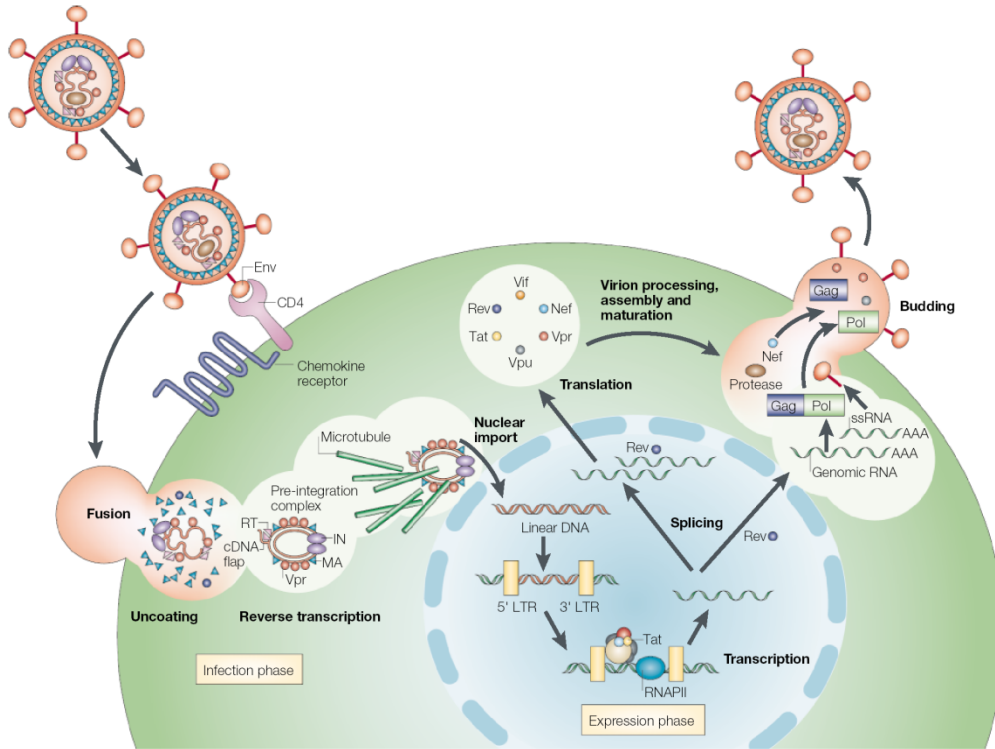 Env
CD4
Chemokine
receptor
Fusion
Uncoating
Reverse transcription
Infection phase
RT
cDNA
flap
Pre-integration
complex
Vpr
IN
MA
Microtubule
Nuclear
import
Linear DNA
5' LTR
3' LTR
Tat
RNAPII
Transcription
Expression phase
Splicing
Rev
Rev
Translation
Vif
Rev
Nef
Tat
Vpr
Vpu
Virion processing,
assembly and
maturation
Gag
Pol
Budding
Nef
Protease
Gag
Pol
ssRNA
AAA
AAA
Genomic RNA